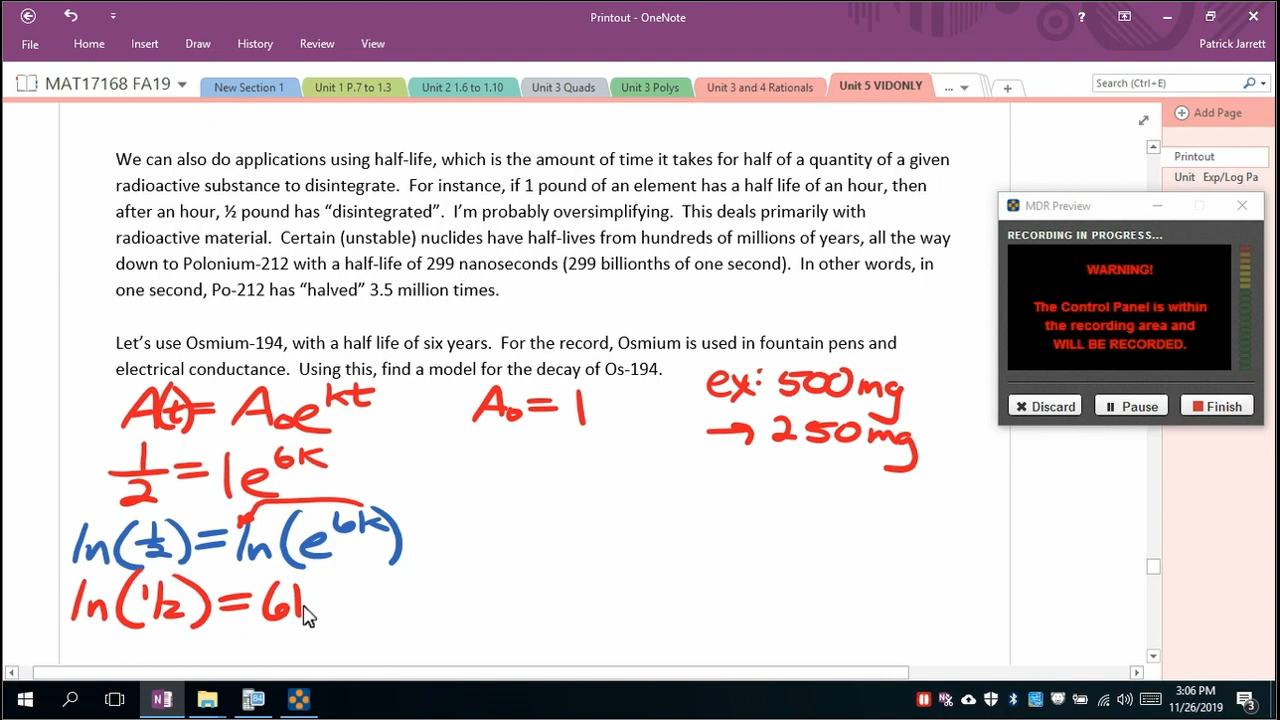 Printout - OneNote
File Home Insert Draw History Review View
Patrick Jarrett
MAT17168 FA19
New Section 1 Unit 1 P.7 to 1.3 Unit 2 1.6 to 1.10 Unit 3 Quads Unit 3 Polys Unit 3 and 4 Rationals Unit 5 VIDONLY ... +
Search (Ctrl+E)
Add Page
Printout
Unit Exp/Log Pa
We can also do applications using half-life, which is the amount of time it takes for half of a quantity of a given
radioactive substance to disintegrate. For instance, if 1 pound of an element has a half life of an hour, then
after an hour, ½ pound has “disintegrated”. I’m probably oversimplifying. This deals primarily with
radioactive material. Certain (unstable) nuclides have half-lives from hundreds of millions of years, all the way
down to Polonium-212 with a half-life of 299 nanoseconds (299 billionths of one second). In other words, in
one second, Po-212 has “halved” 3.5 million times.
Let’s use Osmium-194, with a half life of six years. For the record, Osmium is used in fountain pens and
electrical conductance. Using this, find a model for the decay of Os-194.
A(t) = A₀e^kt
A₀ = 1
ex: 500mg
→ 250mg
1/2 = 1e^6k
ln(1/2) = ln(e^6k)
ln(1/2) = 6l
MDR Preview
RECORDING IN PROGRESS...
WARNING!
The Control Panel is within
the recording area and
WILL BE RECORDED.
Discard Pause Finish
3:06 PM
11/26/2019
3